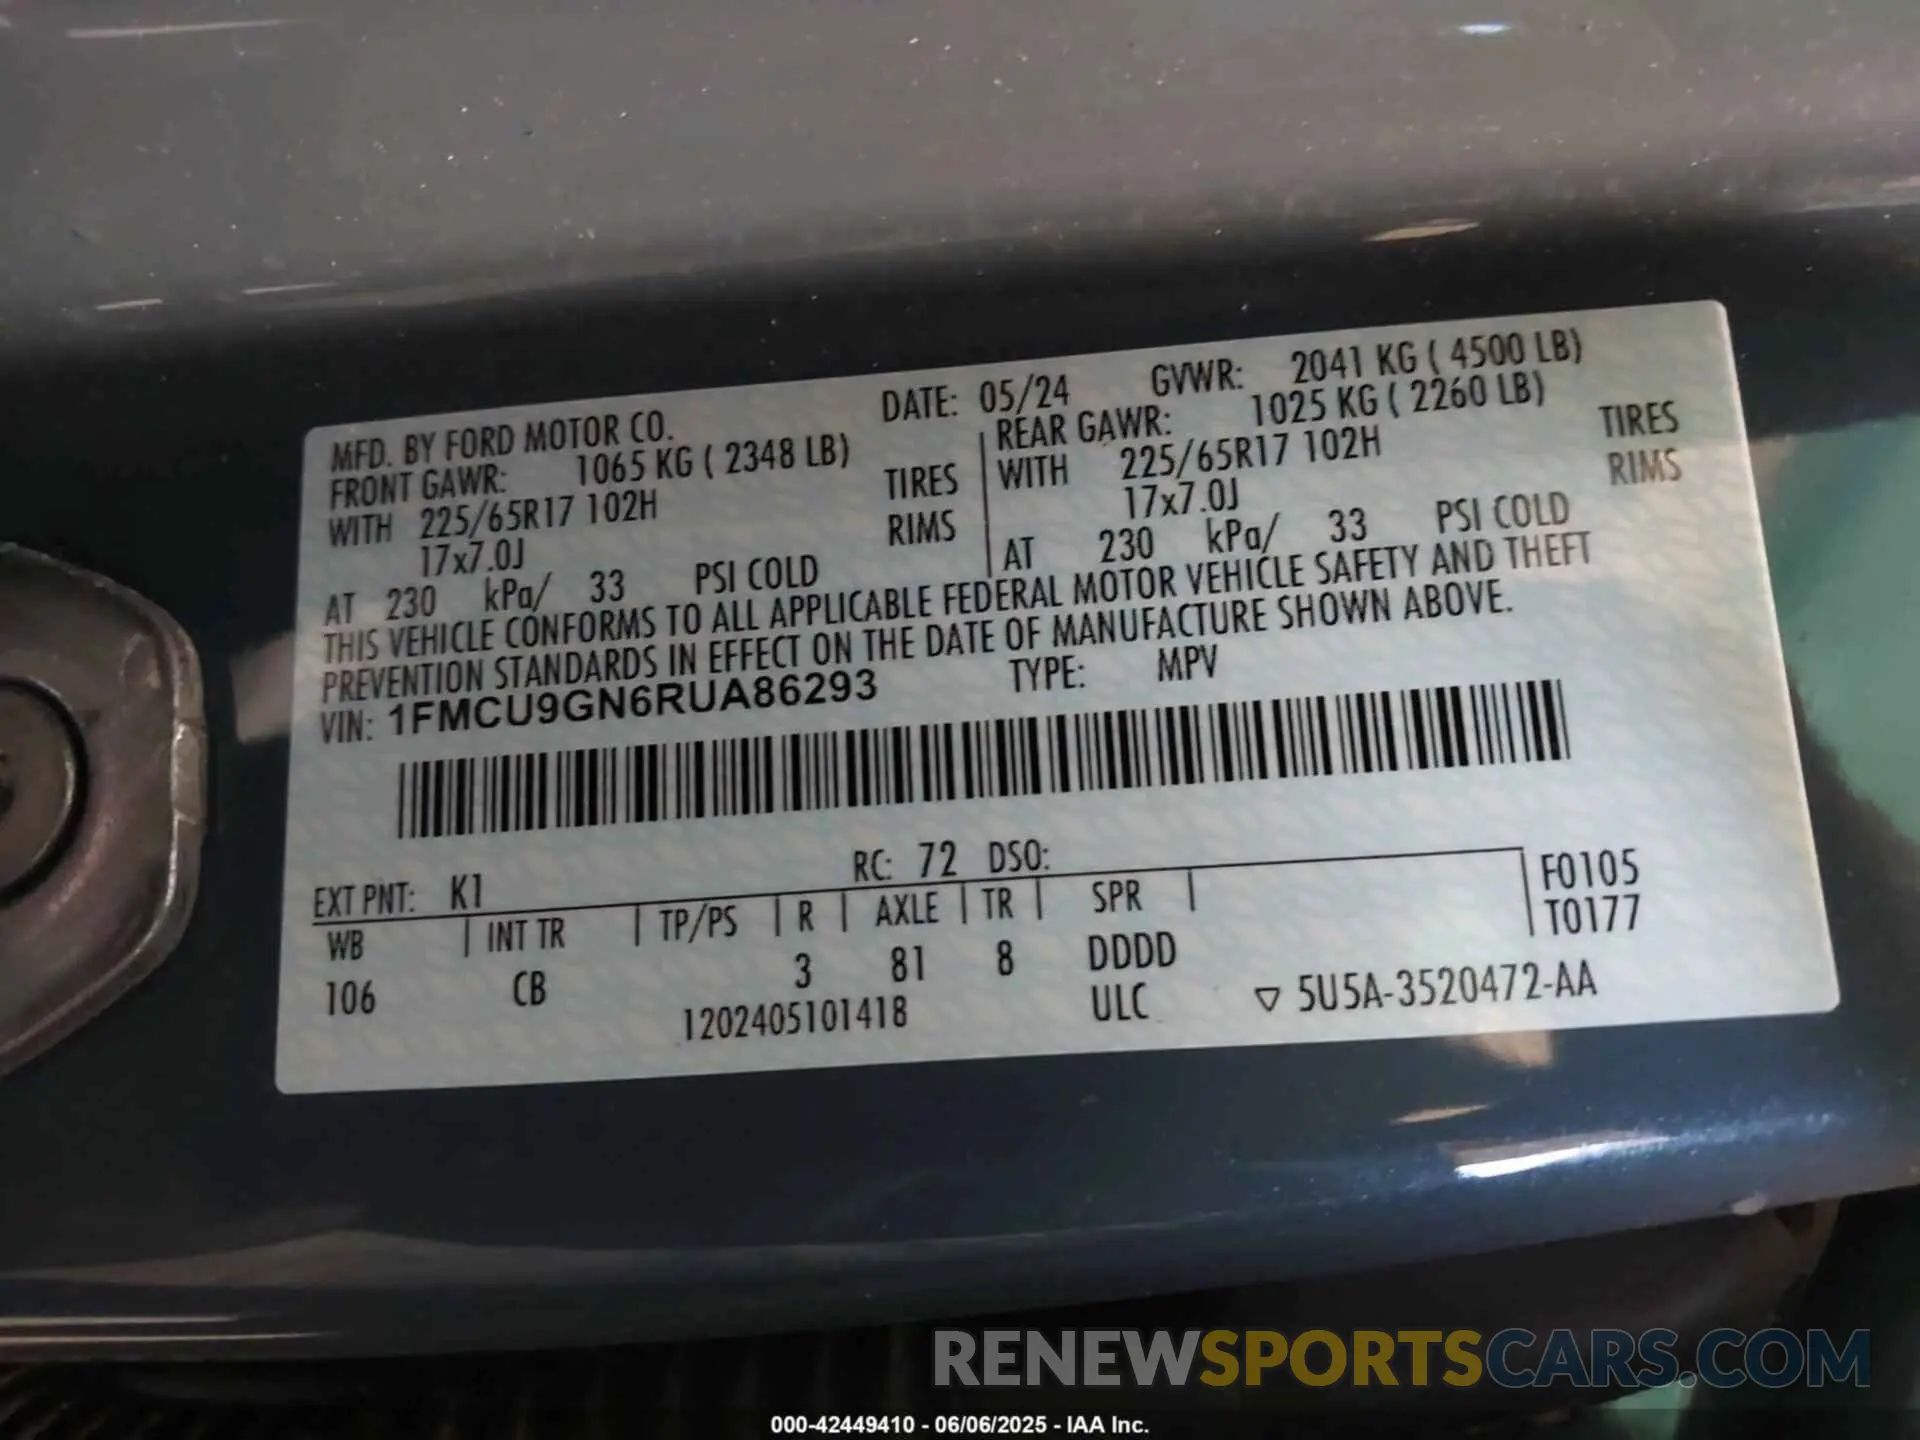 MFD. BY FORD MOTOR CO. DATE: 05/24 GVWR: 2041 KG ( 4500 LB)
FRONT GAWR: 1065 KG ( 2348 LB) REAR GAWR: 1025 KG ( 2260 LB)
WITH 225/65R17 102H TIRES WITH 225/65R17 102H TIRES
17x7.0J RIMS 17x7.0J RIMS
AT 230 kPa/ 33 PSI COLD AT 230 kPa/ 33 PSI COLD
THIS VEHICLE CONFORMS TO ALL APPLICABLE FEDERAL MOTOR VEHICLE SAFETY AND THEFT
PREVENTION STANDARDS IN EFFECT ON THE DATE OF MANUFACTURE SHOWN ABOVE.
VIN: 1FMCU9GN6RUA86293 TYPE: MPV
EXT PNT: K1 RC: 72 DSO: F0105
WB INT TR TP/PS R AXLE TR SPR T0177
106 CB 3 81 8 DDDD
1202405101418 ULC ▽ 5U5A-3520472-AA
RENEWSPORTSCARS.COM
000-42449410 - 06/06/2025 - IAA Inc.